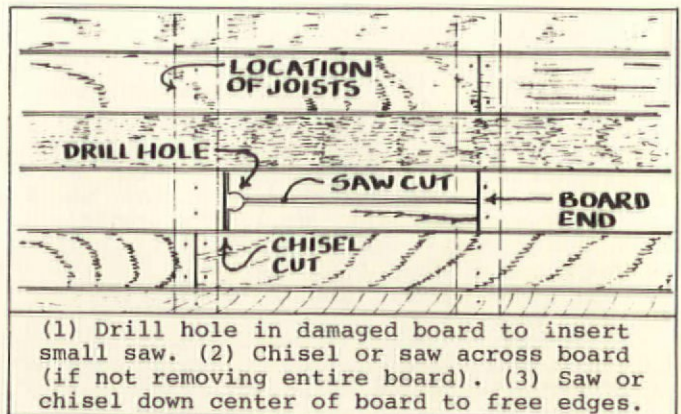 LOCATION
OF JOISTS
DRILL HOLE
SAW CUT
BOARD
END
CHISEL
CUT
(1) Drill hole in damaged board to insert
small saw. (2) Chisel or saw across board
(if not removing entire board). (3) Saw or
chisel down center of board to free edges.